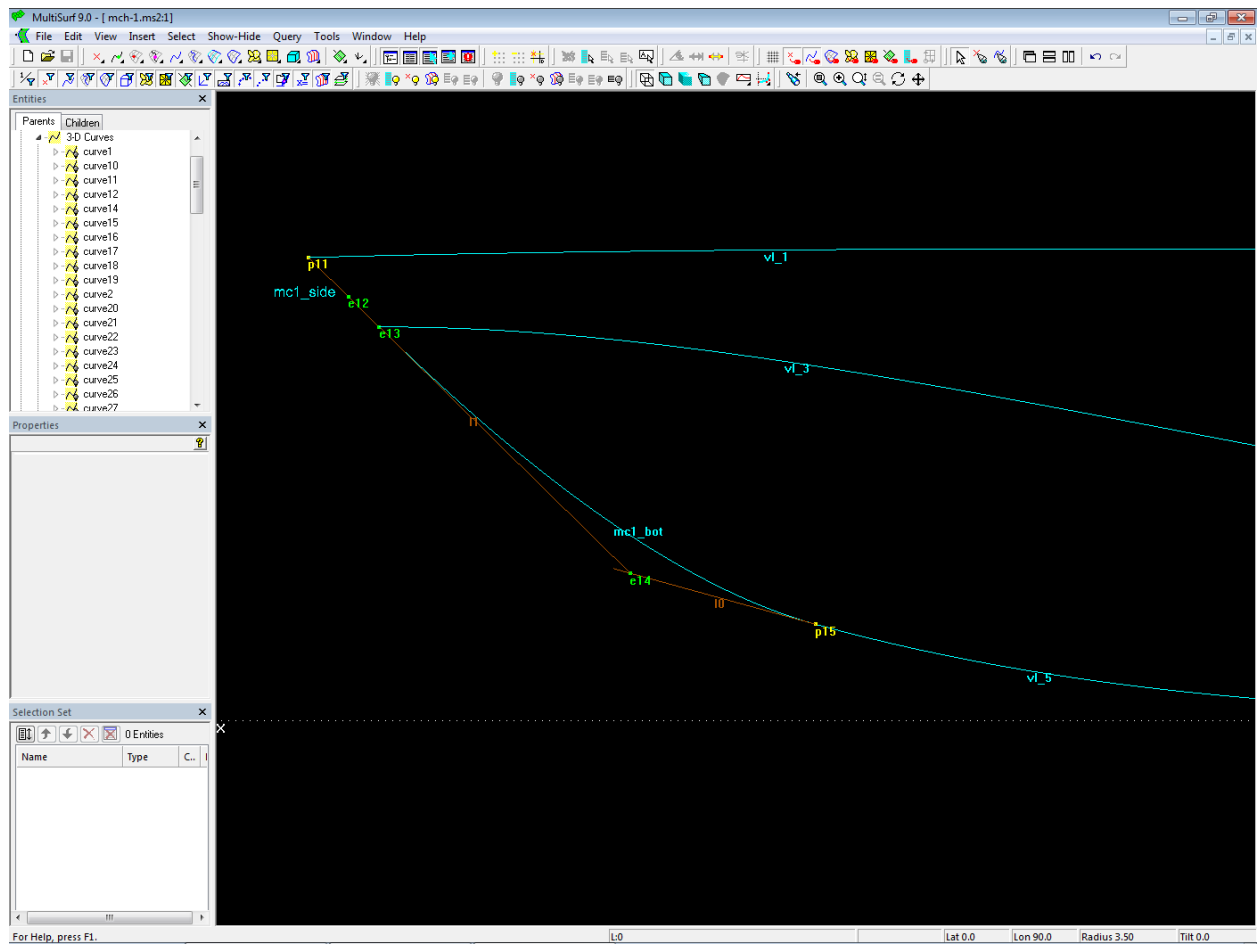 MultiSurf 9.0 - [ mch-1.ms2:1]
File Edit View Insert Select Show-Hide Query Tools Window Help
Entities
Parents Children
3-D Curves
curve1
curve10
curve11
curve12
curve14
curve15
curve16
curve17
curve18
curve19
curve2
curve20
curve21
curve22
curve23
curve24
curve25
curve26
curve27
Properties
Selection Set
0 Entities
Name Type C..
p11
vl_1
mc1_side
e12
e13
vl_3
l1
mc1_bot
e14
l0
p15
vl_5
X
For Help, press F1.
L:0
Lat 0.0 Lon 90.0 Radius 3.50 Tilt 0.0